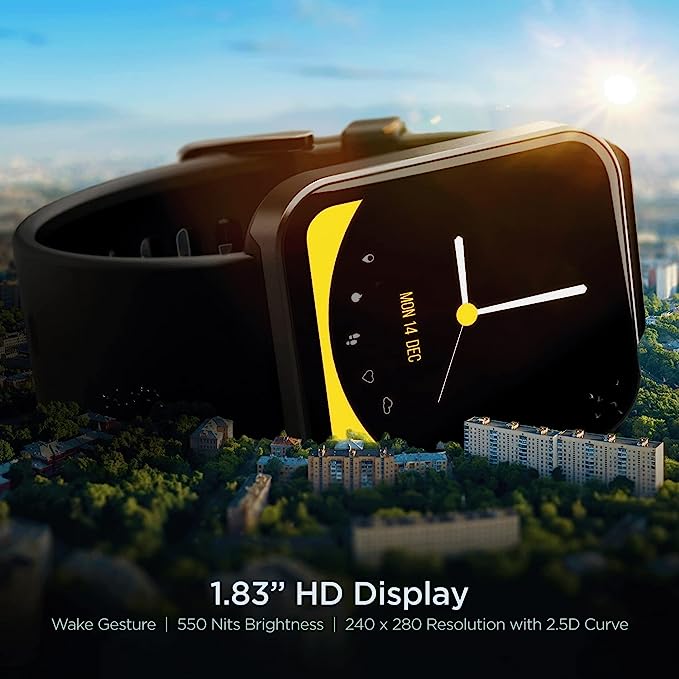 MON 14 DEC
1.83” HD Display
Wake Gesture | 550 Nits Brightness | 240 x 280 Resolution with 2.5D Curve